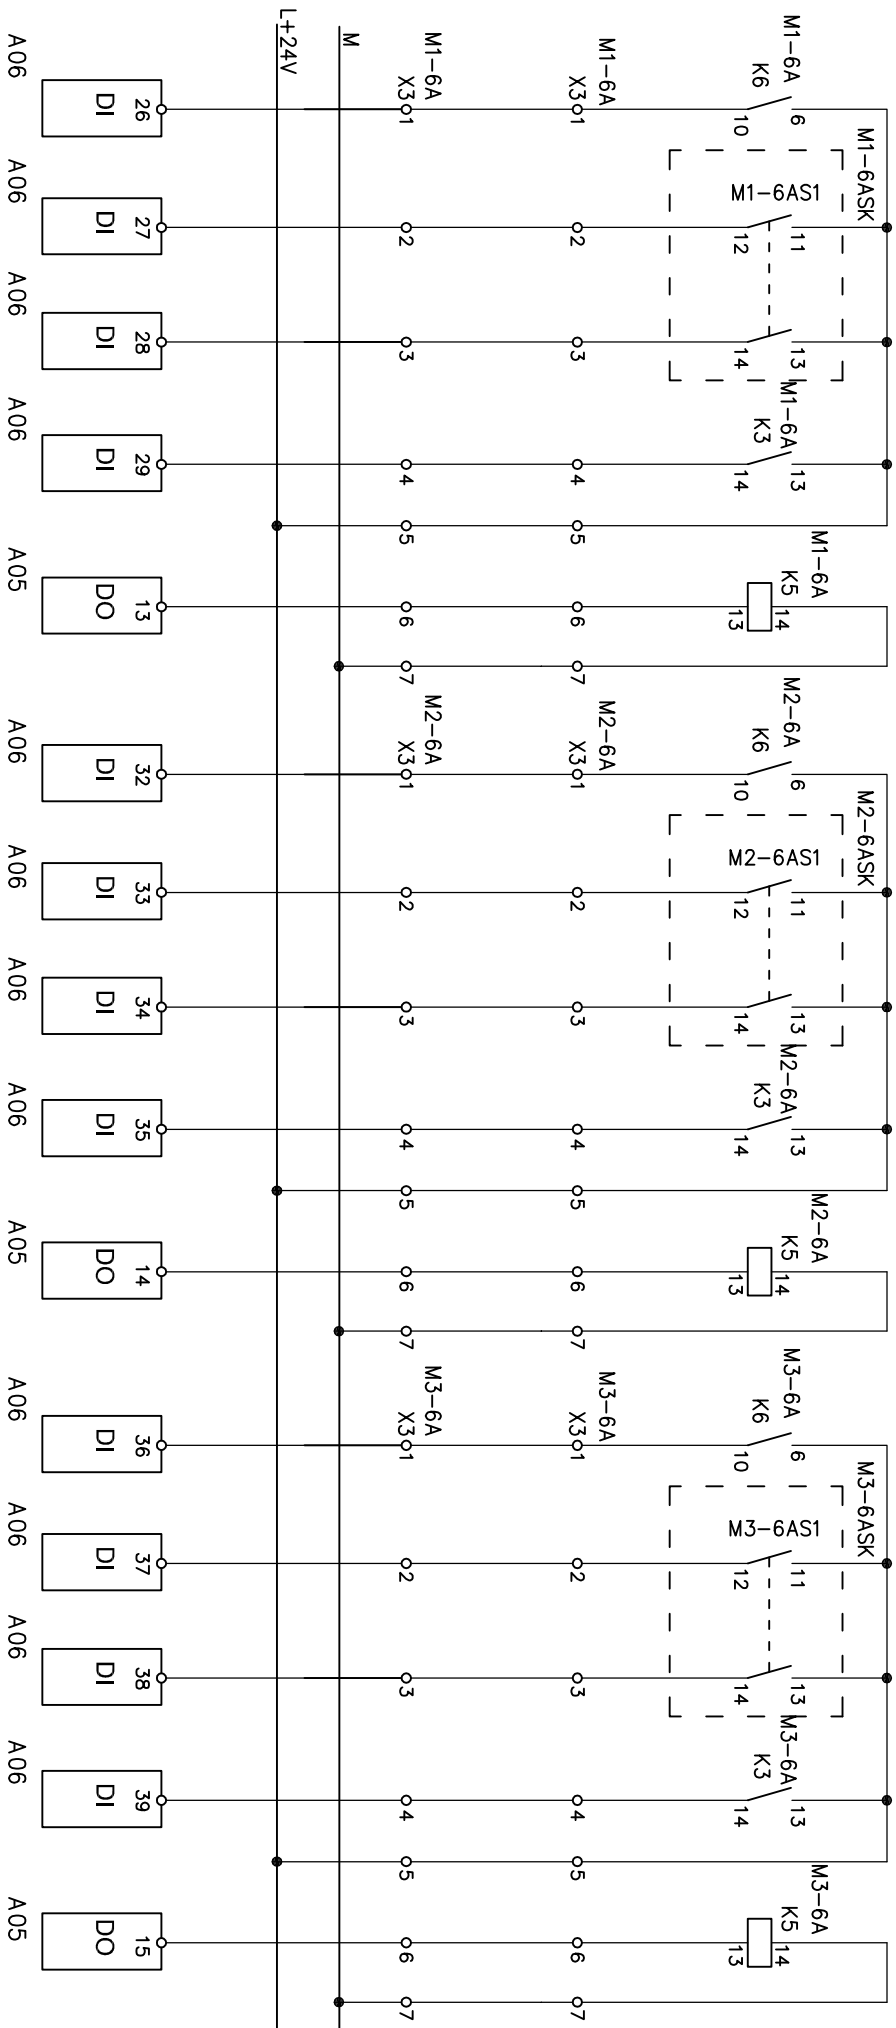 L+24V
M
M1-6A
K6
6
10
M1-6ASK
M1-6AS1
11
12
13
14
M1-6A
K3
13
14
M1-6A
K5
14
13
M1-6A
X3
1
2
3
4
5
6
7
M1-6A
X3
1
2
3
4
5
6
7
26
DI
A06
27
DI
A06
28
DI
A06
29
DI
A06
13
DO
A05
M2-6A
K6
6
10
M2-6ASK
M2-6AS1
11
12
13
14
M2-6A
K3
13
14
M2-6A
K5
14
13
M2-6A
X3
1
2
3
4
5
6
7
M2-6A
X3
1
2
3
4
5
6
7
32
DI
A06
33
DI
A06
34
DI
A06
35
DI
A06
14
DO
A05
M3-6A
K6
6
10
M3-6ASK
M3-6AS1
11
12
13
14
M3-6A
K3
13
14
M3-6A
K5
14
13
M3-6A
X3
1
2
3
4
5
6
7
M3-6A
X3
1
2
3
4
5
6
7
36
DI
A06
37
DI
A06
38
DI
A06
39
DI
A06
15
DO
A05